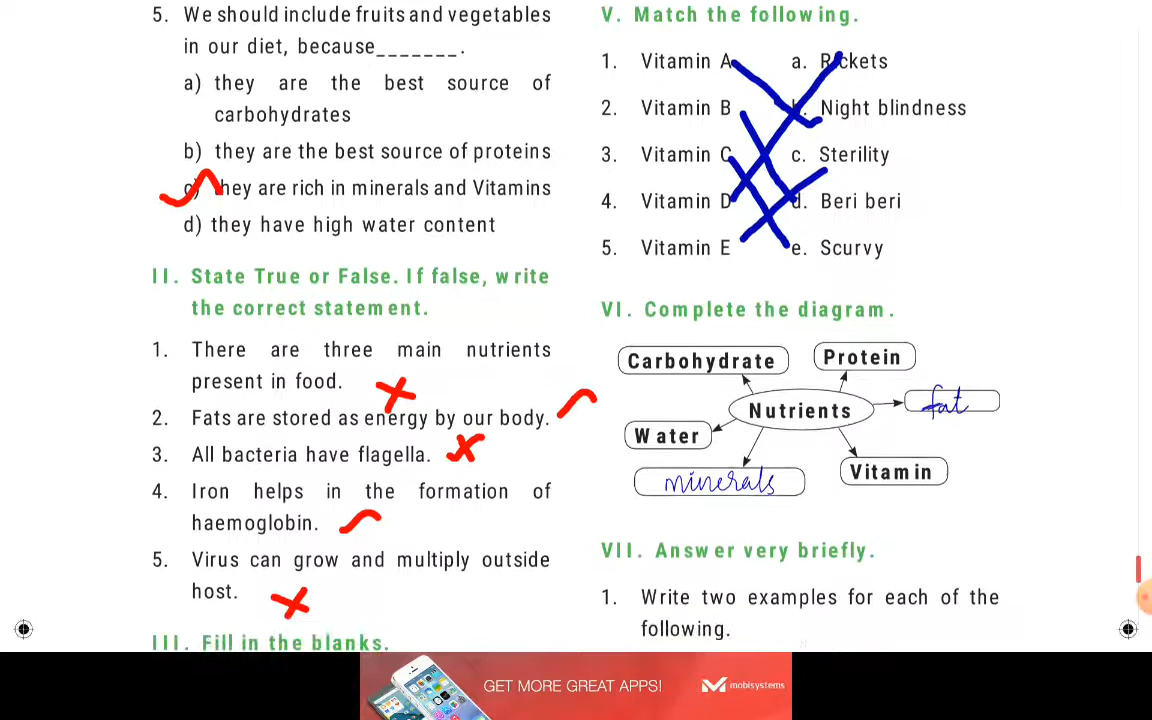 5. We should include fruits and vegetables
in our diet, because_______.
a) they are the best source of
carbohydrates
b) they are the best source of proteins
c) they are rich in minerals and Vitamins
d) they have high water content
II. State True or False. If false, write
the correct statement.
1. There are three main nutrients
present in food.
2. Fats are stored as energy by our body.
3. All bacteria have flagella.
4. Iron helps in the formation of
haemoglobin.
5. Virus can grow and multiply outside
host.
III. Fill in the blanks.
V. Match the following.
1. Vitamin A a. Rickets
2. Vitamin B b. Night blindness
3. Vitamin C c. Sterility
4. Vitamin D d. Beri beri
5. Vitamin E e. Scurvy
VI. Complete the diagram.
Carbohydrate Protein
Nutrients fat
Water
minerals Vitamin
VII. Answer very briefly.
1. Write two examples for each of the
following.
GET MORE GREAT APPS! mobisystems